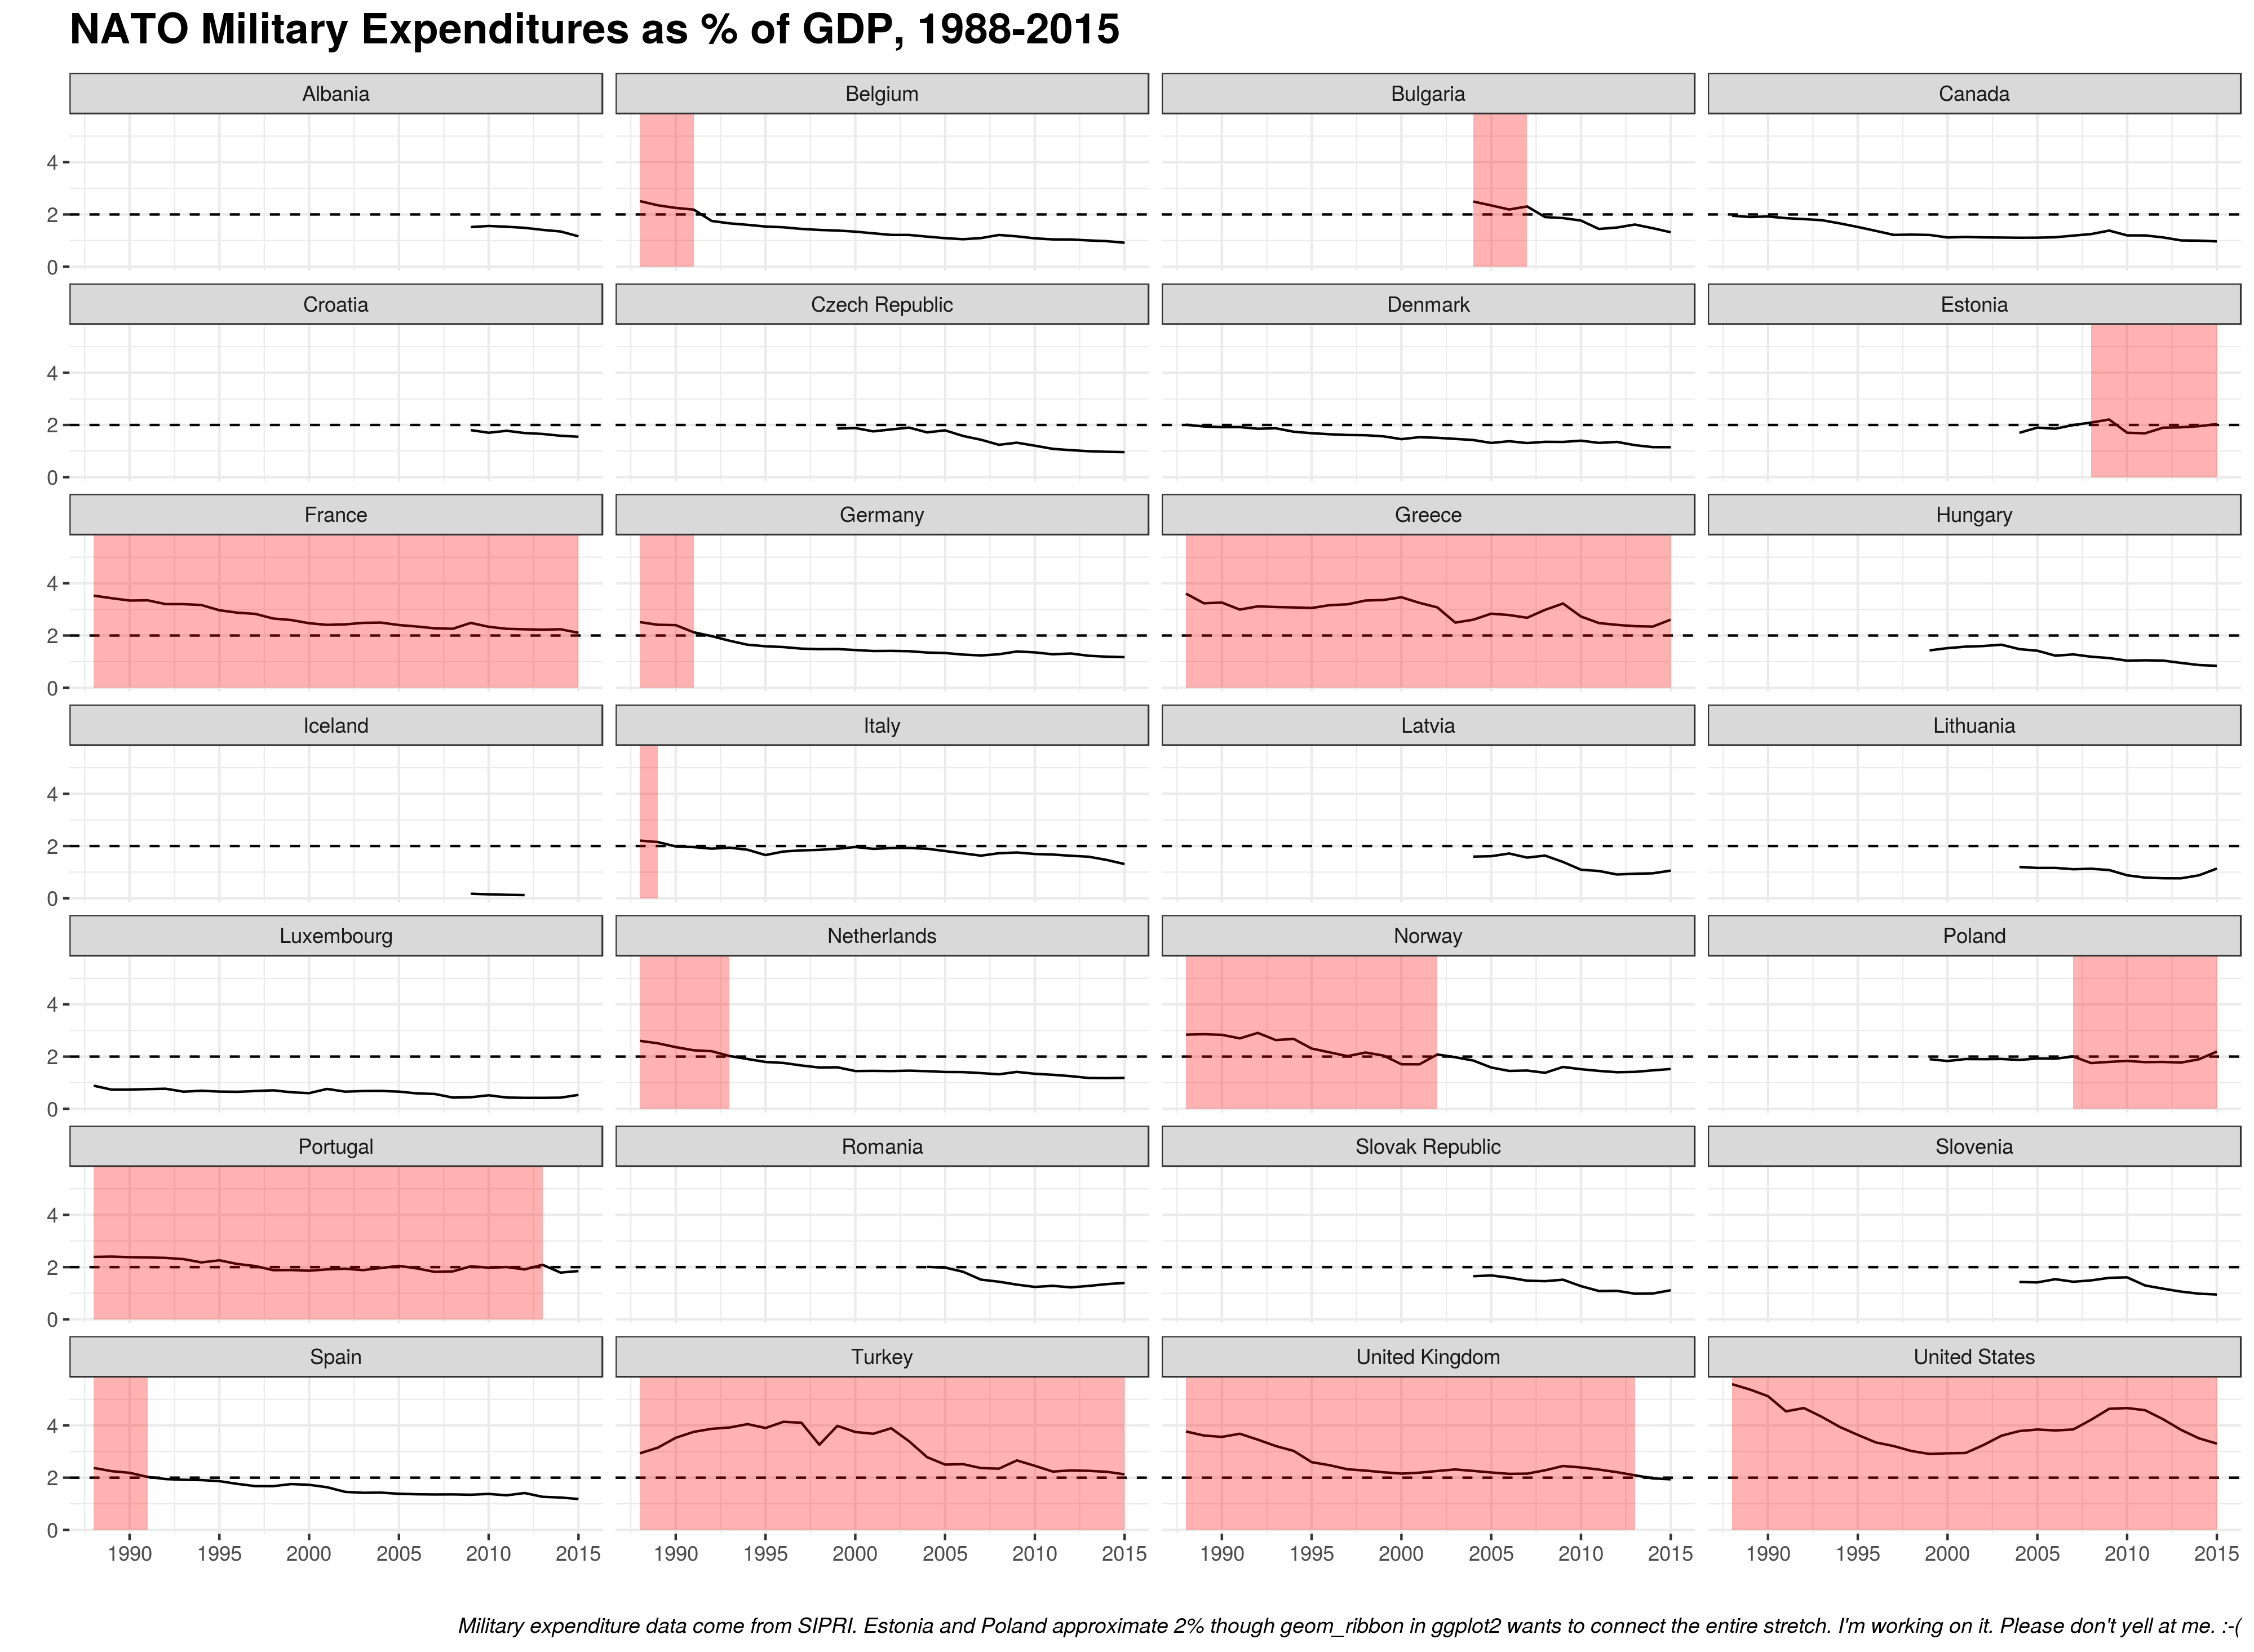 NATO Military Expenditures as % of GDP, 1988-2015
Albania Belgium Bulgaria Canada
4
2
0
Croatia Czech Republic Denmark Estonia
4
2
0
France Germany Greece Hungary
4
2
0
Iceland Italy Latvia Lithuania
4
2
0
Luxembourg Netherlands Norway Poland
4
2
0
Portugal Romania Slovak Republic Slovenia
4
2
0
Spain Turkey United Kingdom United States
4
2
0
1990 1995 2000 2005 2010 2015 1990 1995 2000 2005 2010 2015 1990 1995 2000 2005 2010 2015 1990 1995 2000 2005 2010 2015
Military expenditure data come from SIPRI. Estonia and Poland approximate 2% though geom_ribbon in ggplot2 wants to connect the entire stretch. I'm working on it. Please don't yell at me. :-(